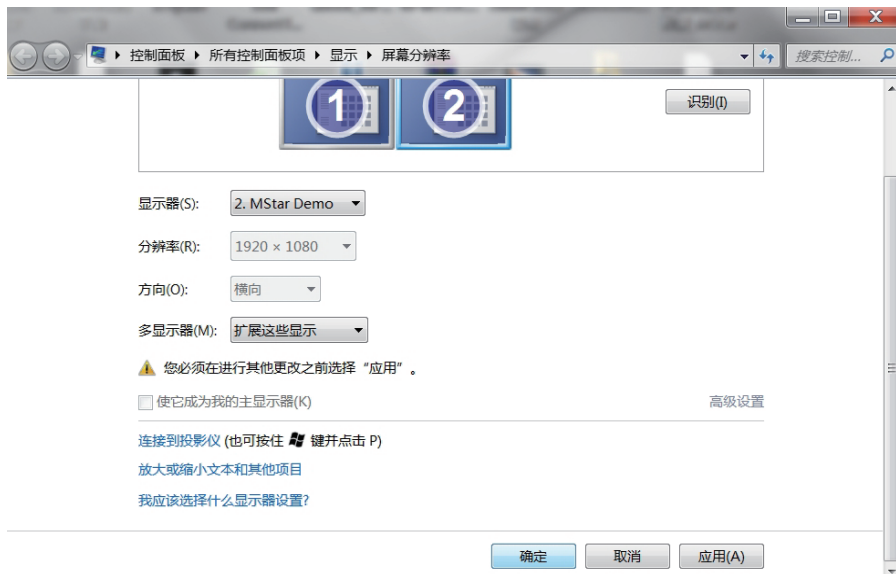 控制面板 ▸ 所有控制面板项 ▸ 显示 ▸ 屏幕分辨率
搜索控制...
1 2
识别(I)
显示器(S): 2. MStar Demo
分辨率(R): 1920 × 1080
方向(O): 横向
多显示器(M): 扩展这些显示
您必须在进行其他更改之前选择“应用”。
使它成为我的主显示器(K) 高级设置
连接到投影仪 (也可按住 键并点击 P)
放大或缩小文本和其他项目
我应该选择什么显示器设置?
确定 取消 应用(A)